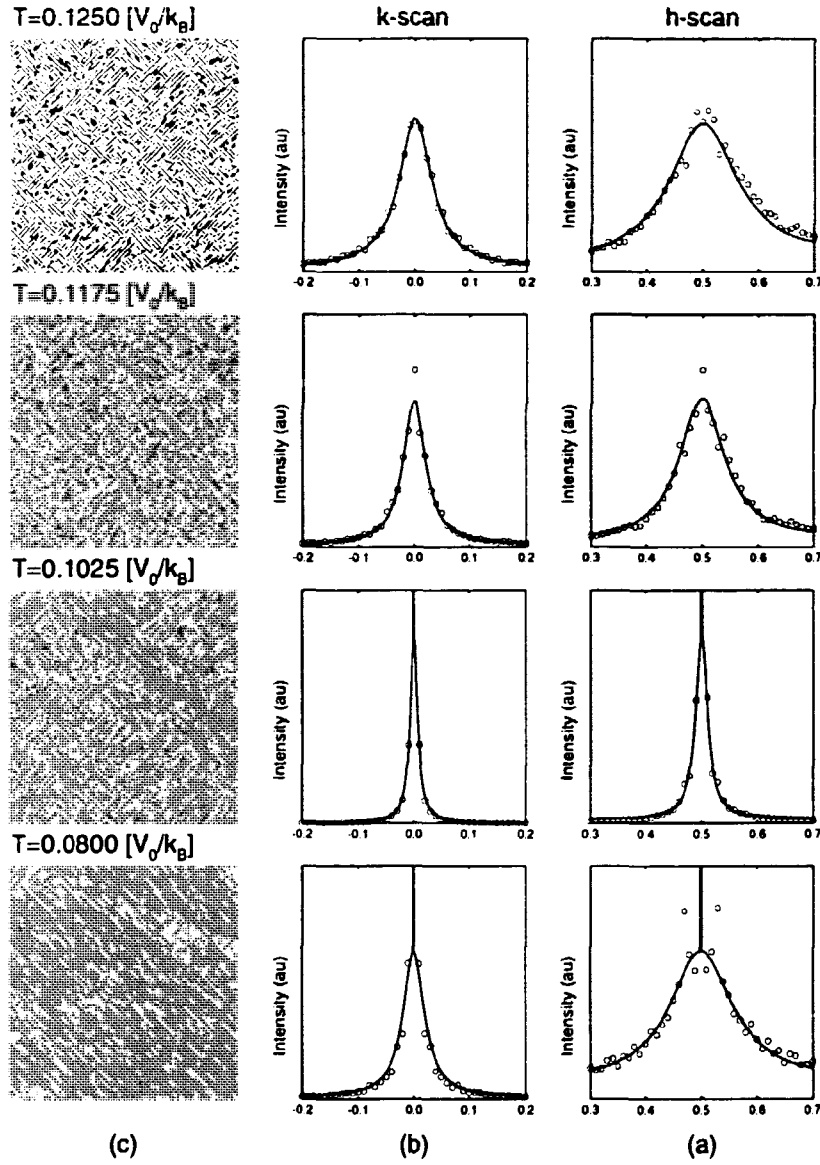 T=0.1250 [V₀/k_B]
k-scan
h-scan
Intensity (au)
-0.2 -0.1 0.0 0.1 0.2
Intensity (au)
0.3 0.4 0.5 0.6 0.7
T=0.1175 [V₀/k_B]
Intensity (au)
-0.2 -0.1 0.0 0.1 0.2
Intensity (au)
0.3 0.4 0.5 0.6 0.7
T=0.1025 [V₀/k_B]
Intensity (au)
-0.2 -0.1 0.0 0.1 0.2
Intensity (au)
0.3 0.4 0.5 0.6 0.7
T=0.0800 [V₀/k_B]
Intensity (au)
-0.2 -0.1 0.0 0.1 0.2
Intensity (au)
0.3 0.4 0.5 0.6 0.7
(c)
(b)
(a)